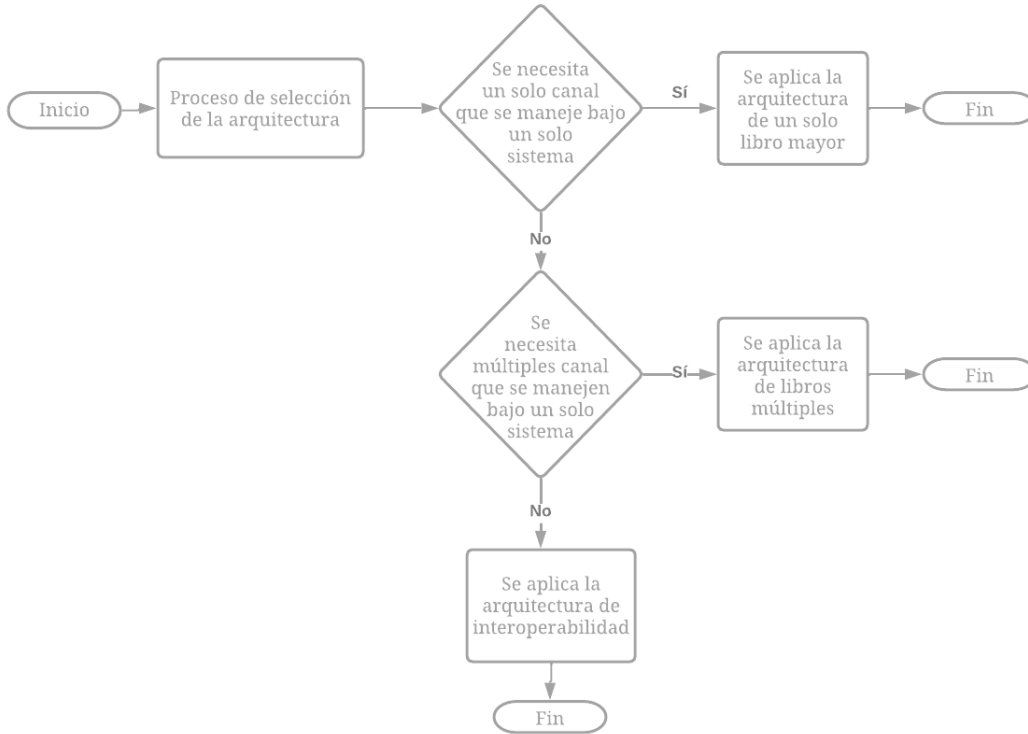 Inicio
Proceso de selección
de la arquitectura
Se necesita
un solo canal
que se maneje bajo
un solo
sistema
Sí
Se aplica la
arquitectura
de un solo
libro mayor
Fin
No
Se
necesita
múltiples canal
que se manejen
bajo un solo
sistema
Sí
Se aplica la
arquitectura
de libros
múltiples
Fin
No
Se aplica la
arquitectura de
interoperabilidad
Fin